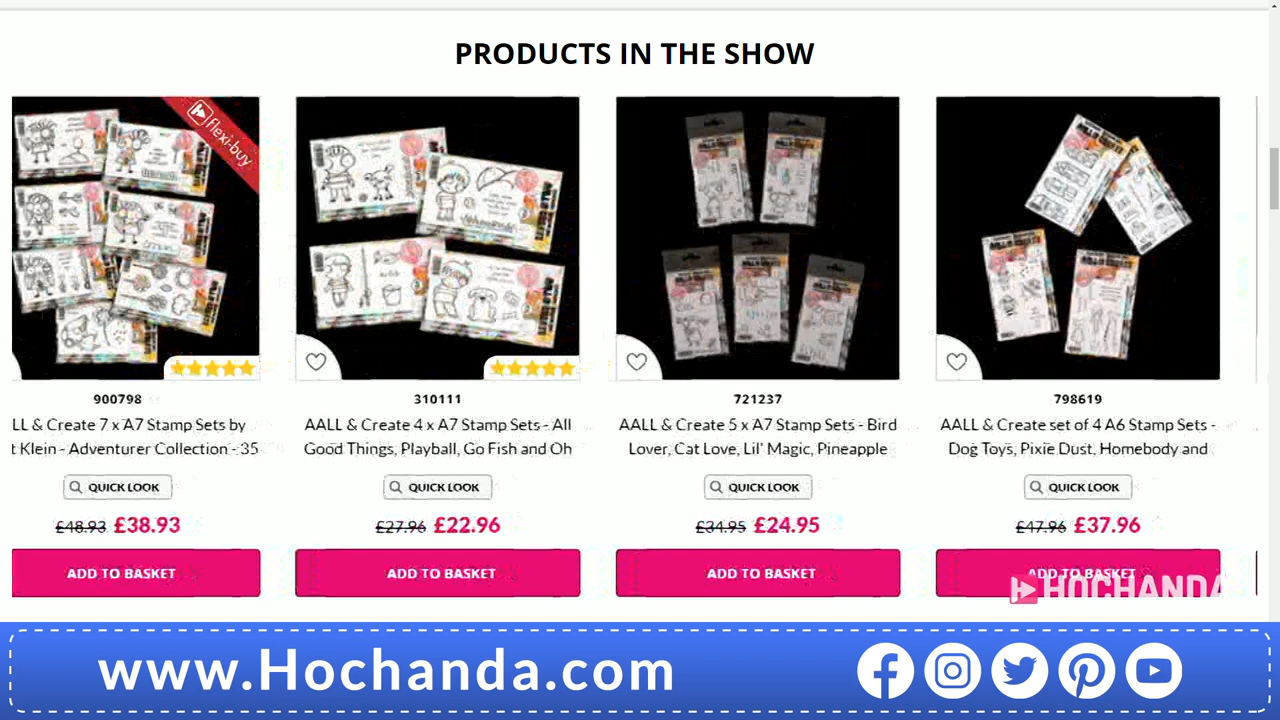 PRODUCTS IN THE SHOW
flexi-buy
900798
LL & Create 7 x A7 Stamp Sets by
t Klein - Adventurer Collection - 35
QUICK LOOK
£48.93 £38.93
ADD TO BASKET
310111
AALL & Create 4 x A7 Stamp Sets - All
Good Things, Playball, Go Fish and Oh
QUICK LOOK
£27.96 £22.96
ADD TO BASKET
721237
AALL & Create 5 x A7 Stamp Sets - Bird
Lover, Cat Love, Lil' Magic, Pineapple
QUICK LOOK
£34.95 £24.95
ADD TO BASKET
798619
AALL & Create set of 4 A6 Stamp Sets -
Dog Toys, Pixie Dust, Homebody and
QUICK LOOK
£47.96 £37.96
ADD TO BASKET
HOCHANDA
www.Hochanda.com